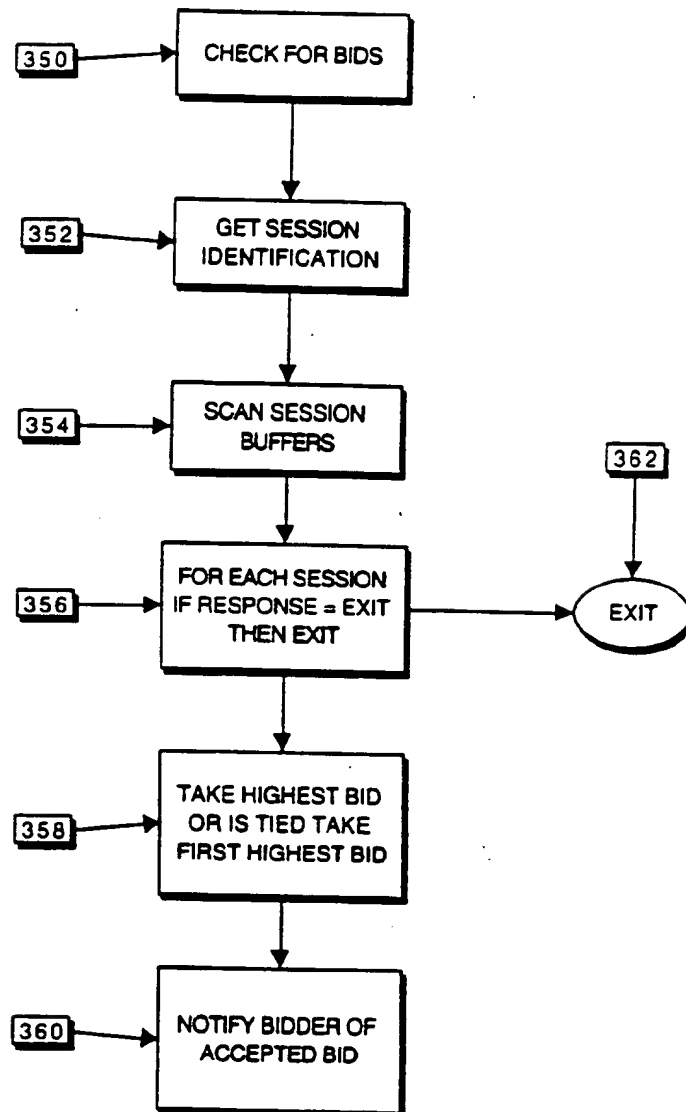 350
CHECK FOR BIDS
352
GET SESSION
IDENTIFICATION
354
SCAN SESSION
BUFFERS
362
356
FOR EACH SESSION
IF RESPONSE = EXIT
THEN EXIT
EXIT
358
TAKE HIGHEST BID
OR IS TIED TAKE
FIRST HIGHEST BID
360
NOTIFY BIDDER OF
ACCEPTED BID